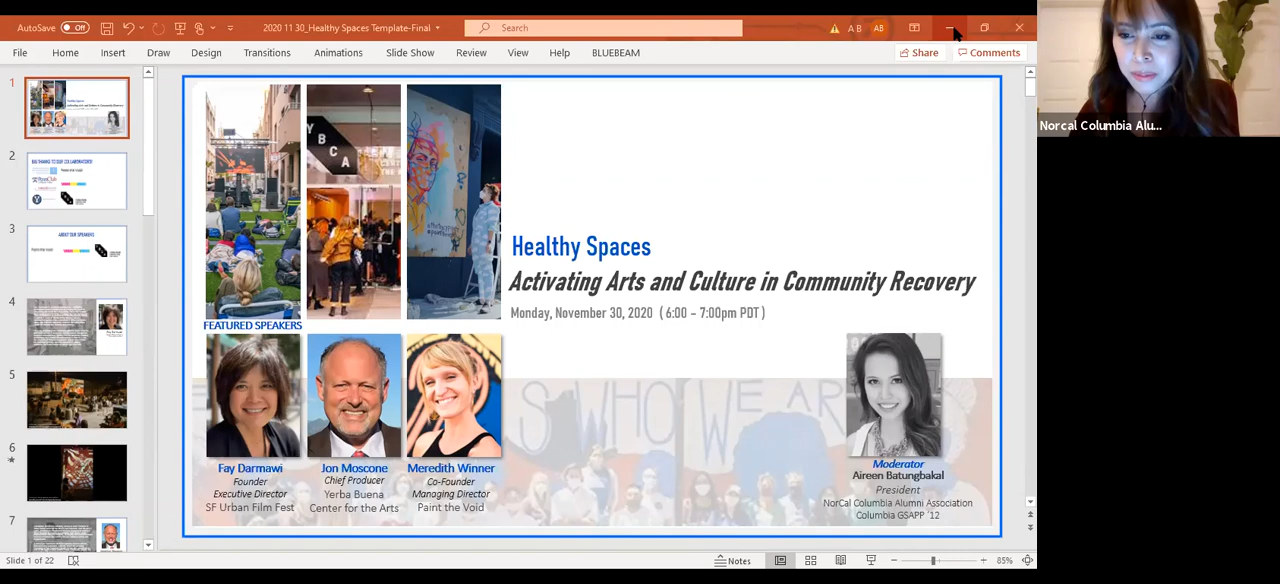 AutoSave Off 2020 11 30_Healthy Spaces Template-Final Search AB AB
File Home Insert Draw Design Transitions Animations Slide Show Review View Help BLUEBEAM Share Comments
Norcal Columbia Alu...
1
2
3
4
5
6
7
YBCA
Healthy Spaces
Activating Arts and Culture in Community Recovery
Monday, November 30, 2020 ( 6:00 - 7:00pm PDT)
FEATURED SPEAKERS
S WHO WE AR
Fay Darmawi
Founder
Executive Director
SF Urban Film Fest
Jon Moscone
Chief Producer
Yerba Buena
Center for the Arts
Meredith Winner
Co-Founder
Managing Director
Paint the Void
Moderator
Aireen Batungbakal
President
NorCal Columbia Alumni Association
Columbia GSAPP '12
Slide 1 of 22 Notes 85%